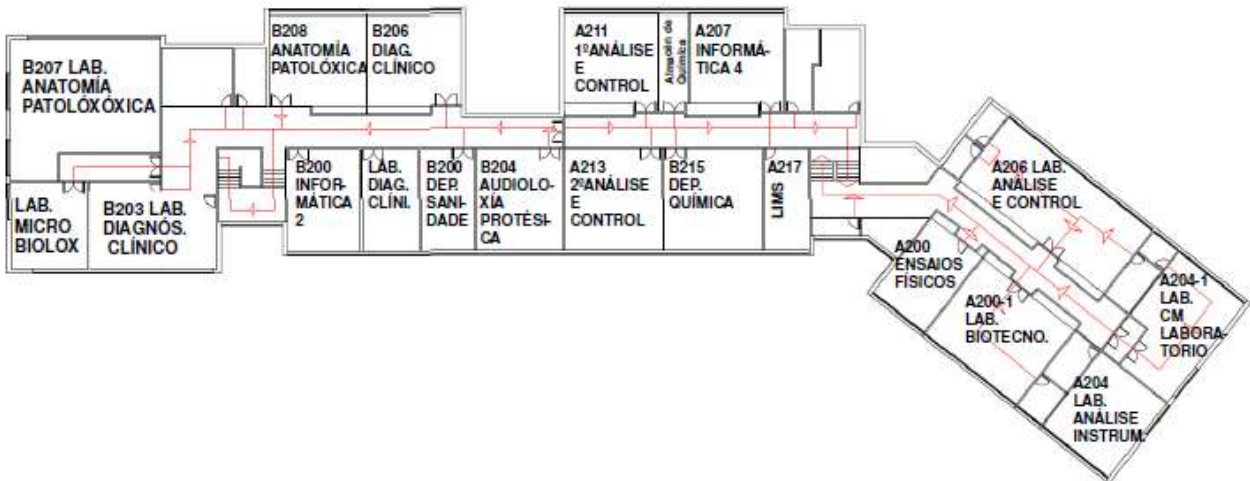 B207 LAB.
ANATOMÍA
PATOLÓXÓXICA
B208
ANATOMÍA
PATOLÓXICA
B206
DIAG.
CLÍNICO
A211
1ºANÁLISE
E
CONTROL
Almacén de
Química
A207
INFORMÁ-
TICA 4
LAB.
MICRO
BIOLOX
B203 LAB.
DIAGNÓS.
CLÍNICO
B200
INFOR-
MÁTICA
2
LAB.
DIAG.
CLÍNI.
B200
DEP.
SANI-
DADE
B204
AUDIOLO-
XÍA
PROTÉSI-
CA
A213
2ºANÁLISE
E
CONTROL
B215
DEP.
QUÍMICA
A217
LIMS
A206 LAB.
ANÁLISE
E CONTROL
A200
ENSAIOS
FÍSICOS
A200-1
LAB.
BIOTECNO.
A204-1
LAB.
CM
LABORA-
TORIO
A204
LAB.
ANÁLISE
INSTRUM.